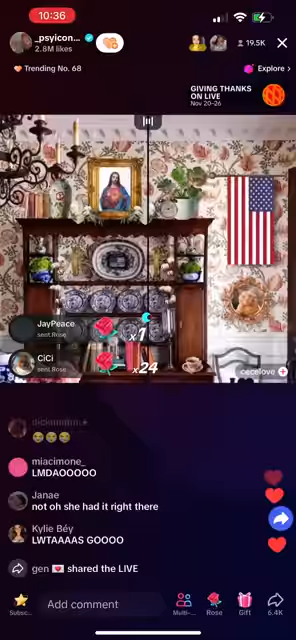 10:36
_psyicon...
2.8M likes
19.5K
Trending No. 68
Explore >
GIVING THANKS
ON LIVE
Nov 20-26
JayPeace
sent Rose
x1
CiCi
sent Rose
x24
cecelove
miacimone_
LMDAOOOOO
Janae
not oh she had it right there
Kylie Béy
LWTAAAAS GOOOO
gen 💌 shared the LIVE
Subsc...
Add comment
Multi-...
Rose
Gift
6.4K